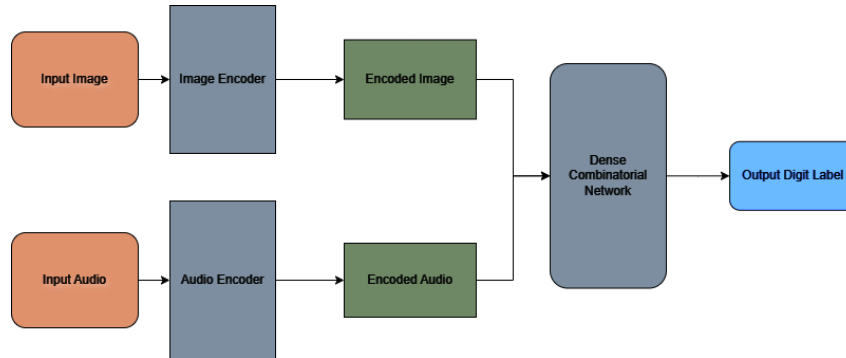 Input Image
Image Encoder
Encoded Image
Dense
Combinatorial
Network
Output Digit Label
Input Audio
Audio Encoder
Encoded Audio